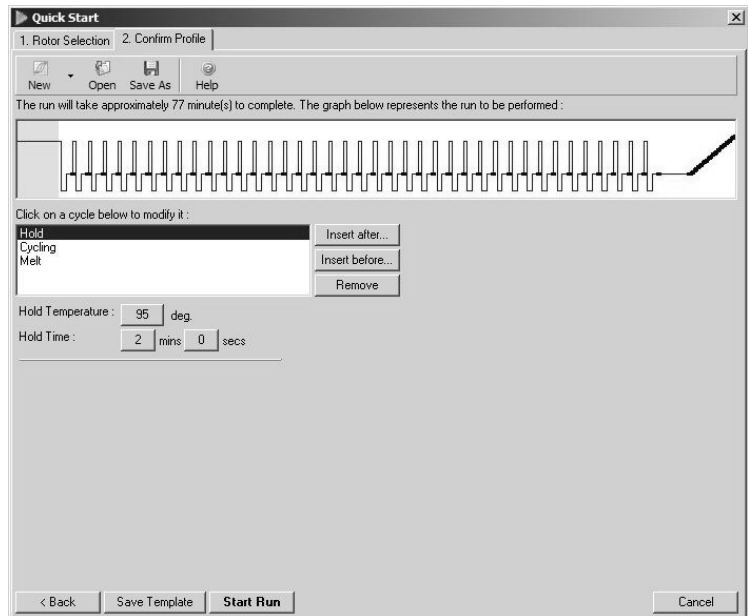 Quick Start
1. Rotor Selection 2. Confirm Profile
New Open Save As Help
The run will take approximately 77 minute(s) to complete. The graph below represents the run to be performed :
Click on a cycle below to modify it :
Hold
Cycling
Melt
Insert after...
Insert before...
Remove
Hold Temperature : 95 deg.
Hold Time : 2 mins 0 secs
< Back Save Template Start Run Cancel